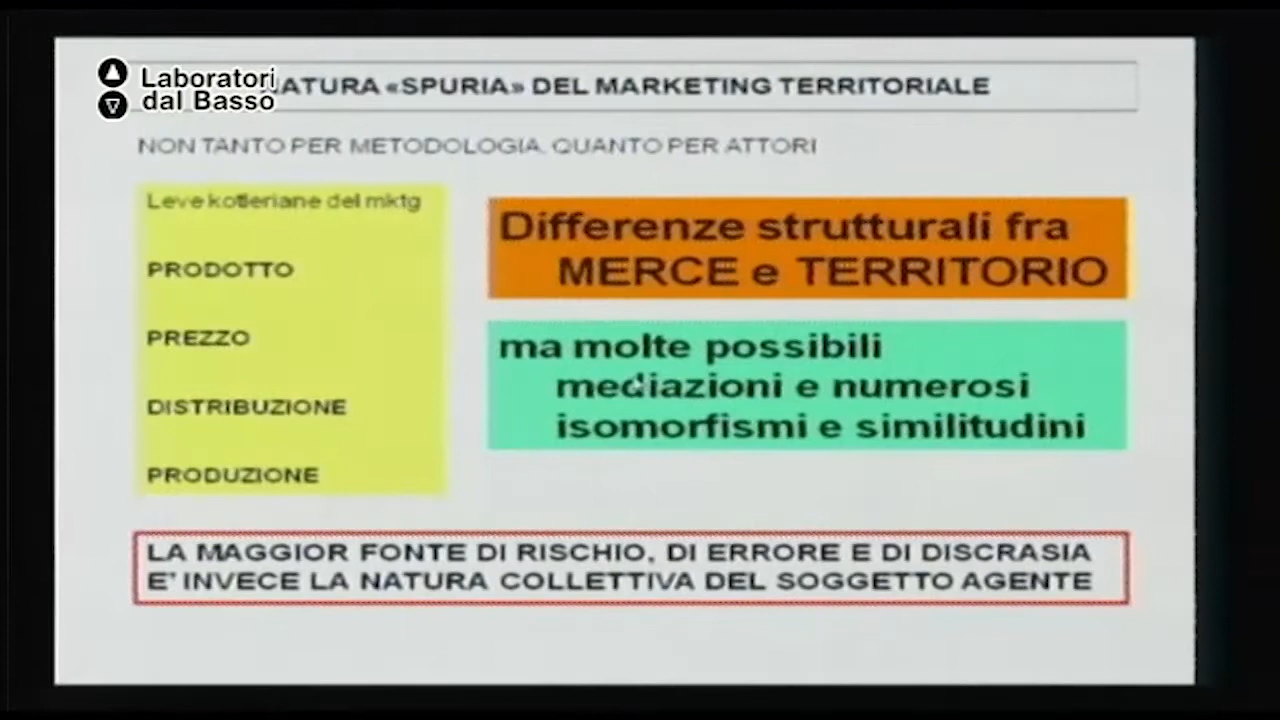 Laboratori
dal Basso
NATURA «SPURIA» DEL MARKETING TERRITORIALE
NON TANTO PER METODOLOGIA, QUANTO PER ATTORI
Leve kotleriane del mktg
PRODOTTO
PREZZO
DISTRIBUZIONE
PRODUZIONE
Differenze strutturali fra
MERCE e TERRITORIO
ma molte possibili
mediazioni e numerosi
isomorfismi e similitudini
LA MAGGIOR FONTE DI RISCHIO, DI ERRORE E DI DISCRASIA
E' INVECE LA NATURA COLLETTIVA DEL SOGGETTO AGENTE